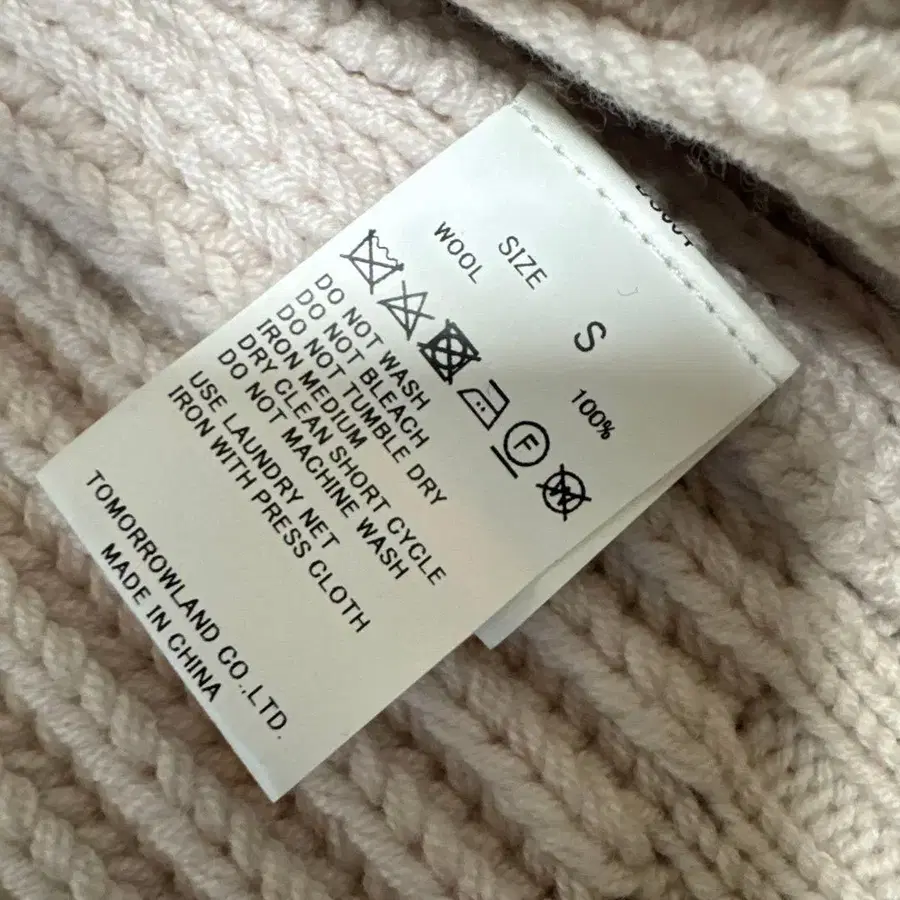 SIZE S
WOOL 100%
F
W
DO NOT WASH
DO NOT BLEACH
DO NOT TUMBLE DRY
IRON MEDIUM
DRY CLEAN SHORT CYCLE
DO NOT MACHINE WASH
USE LAUNDRY NET
IRON WITH PRESS CLOTH
TOMORROWLAND CO.,LTD.
MADE IN CHINA